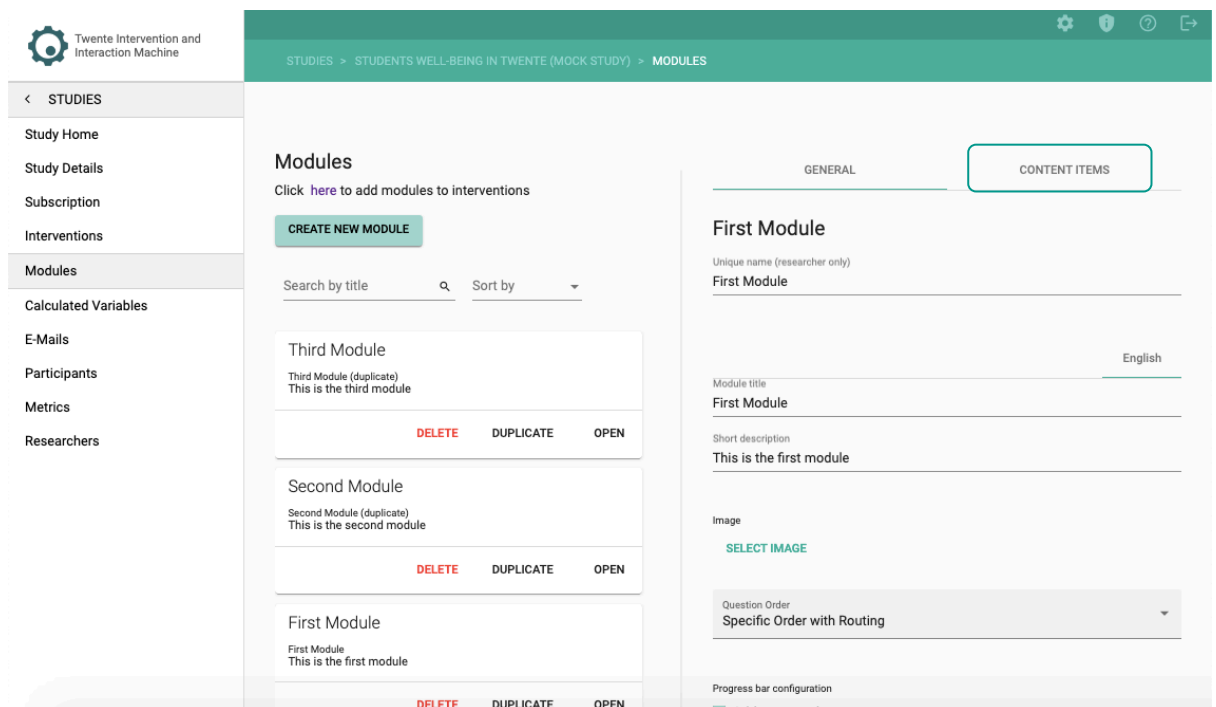 Twente Intervention and
Interaction Machine
STUDIES > STUDENTS WELL-BEING IN TWENTE (MOCK STUDY) > MODULES
< STUDIES
Study Home
Study Details
Subscription
Interventions
Modules
Calculated Variables
E-Mails
Participants
Metrics
Researchers
Modules
Click here to add modules to interventions
CREATE NEW MODULE
Search by title
Sort by
Third Module
Third Module (duplicate)
This is the third module
DELETE DUPLICATE OPEN
Second Module
Second Module (duplicate)
This is the second module
DELETE DUPLICATE OPEN
First Module
First Module
This is the first module
DELETE DUPLICATE OPEN
GENERAL
CONTENT ITEMS
First Module
Unique name (researcher only)
First Module
English
Module title
First Module
Short description
This is the first module
Image
SELECT IMAGE
Question Order
Specific Order with Routing
Progress bar configuration